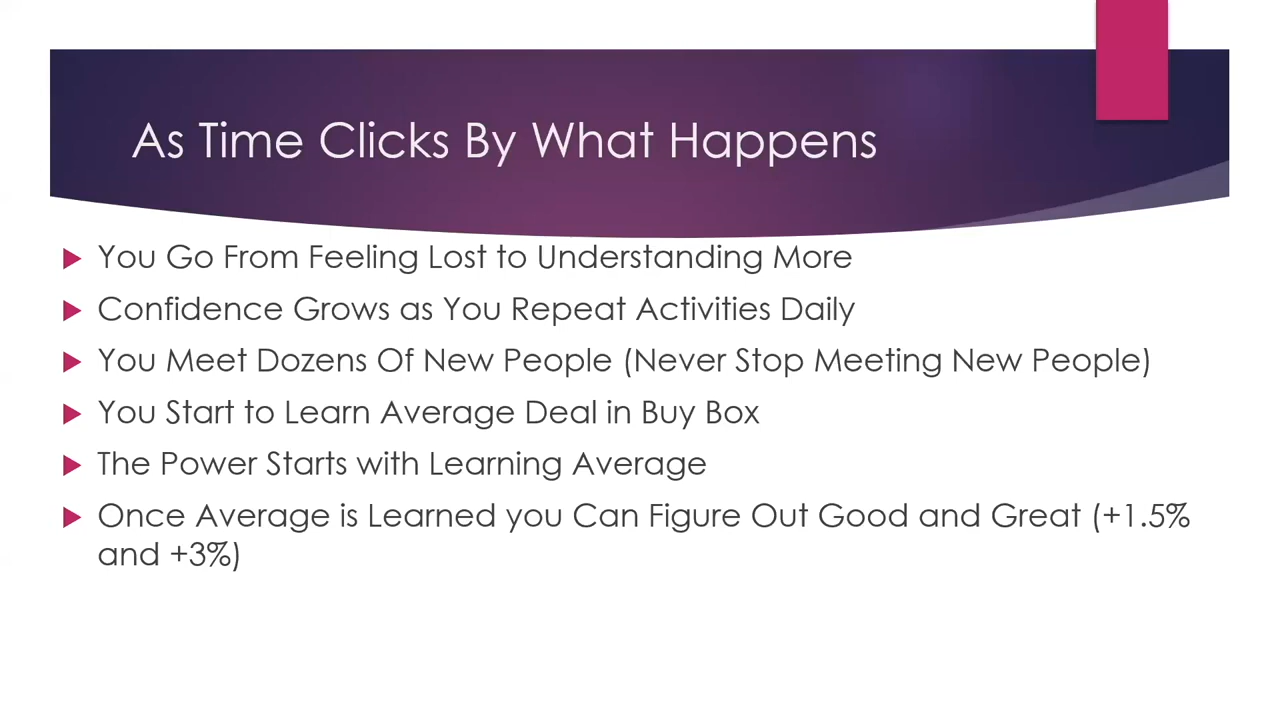 As Time Clicks By What Happens
You Go From Feeling Lost to Understanding More
Confidence Grows as You Repeat Activities Daily
You Meet Dozens Of New People (Never Stop Meeting New People)
You Start to Learn Average Deal in Buy Box
The Power Starts with Learning Average
Once Average is Learned you Can Figure Out Good and Great (+1.5%
and +3%)